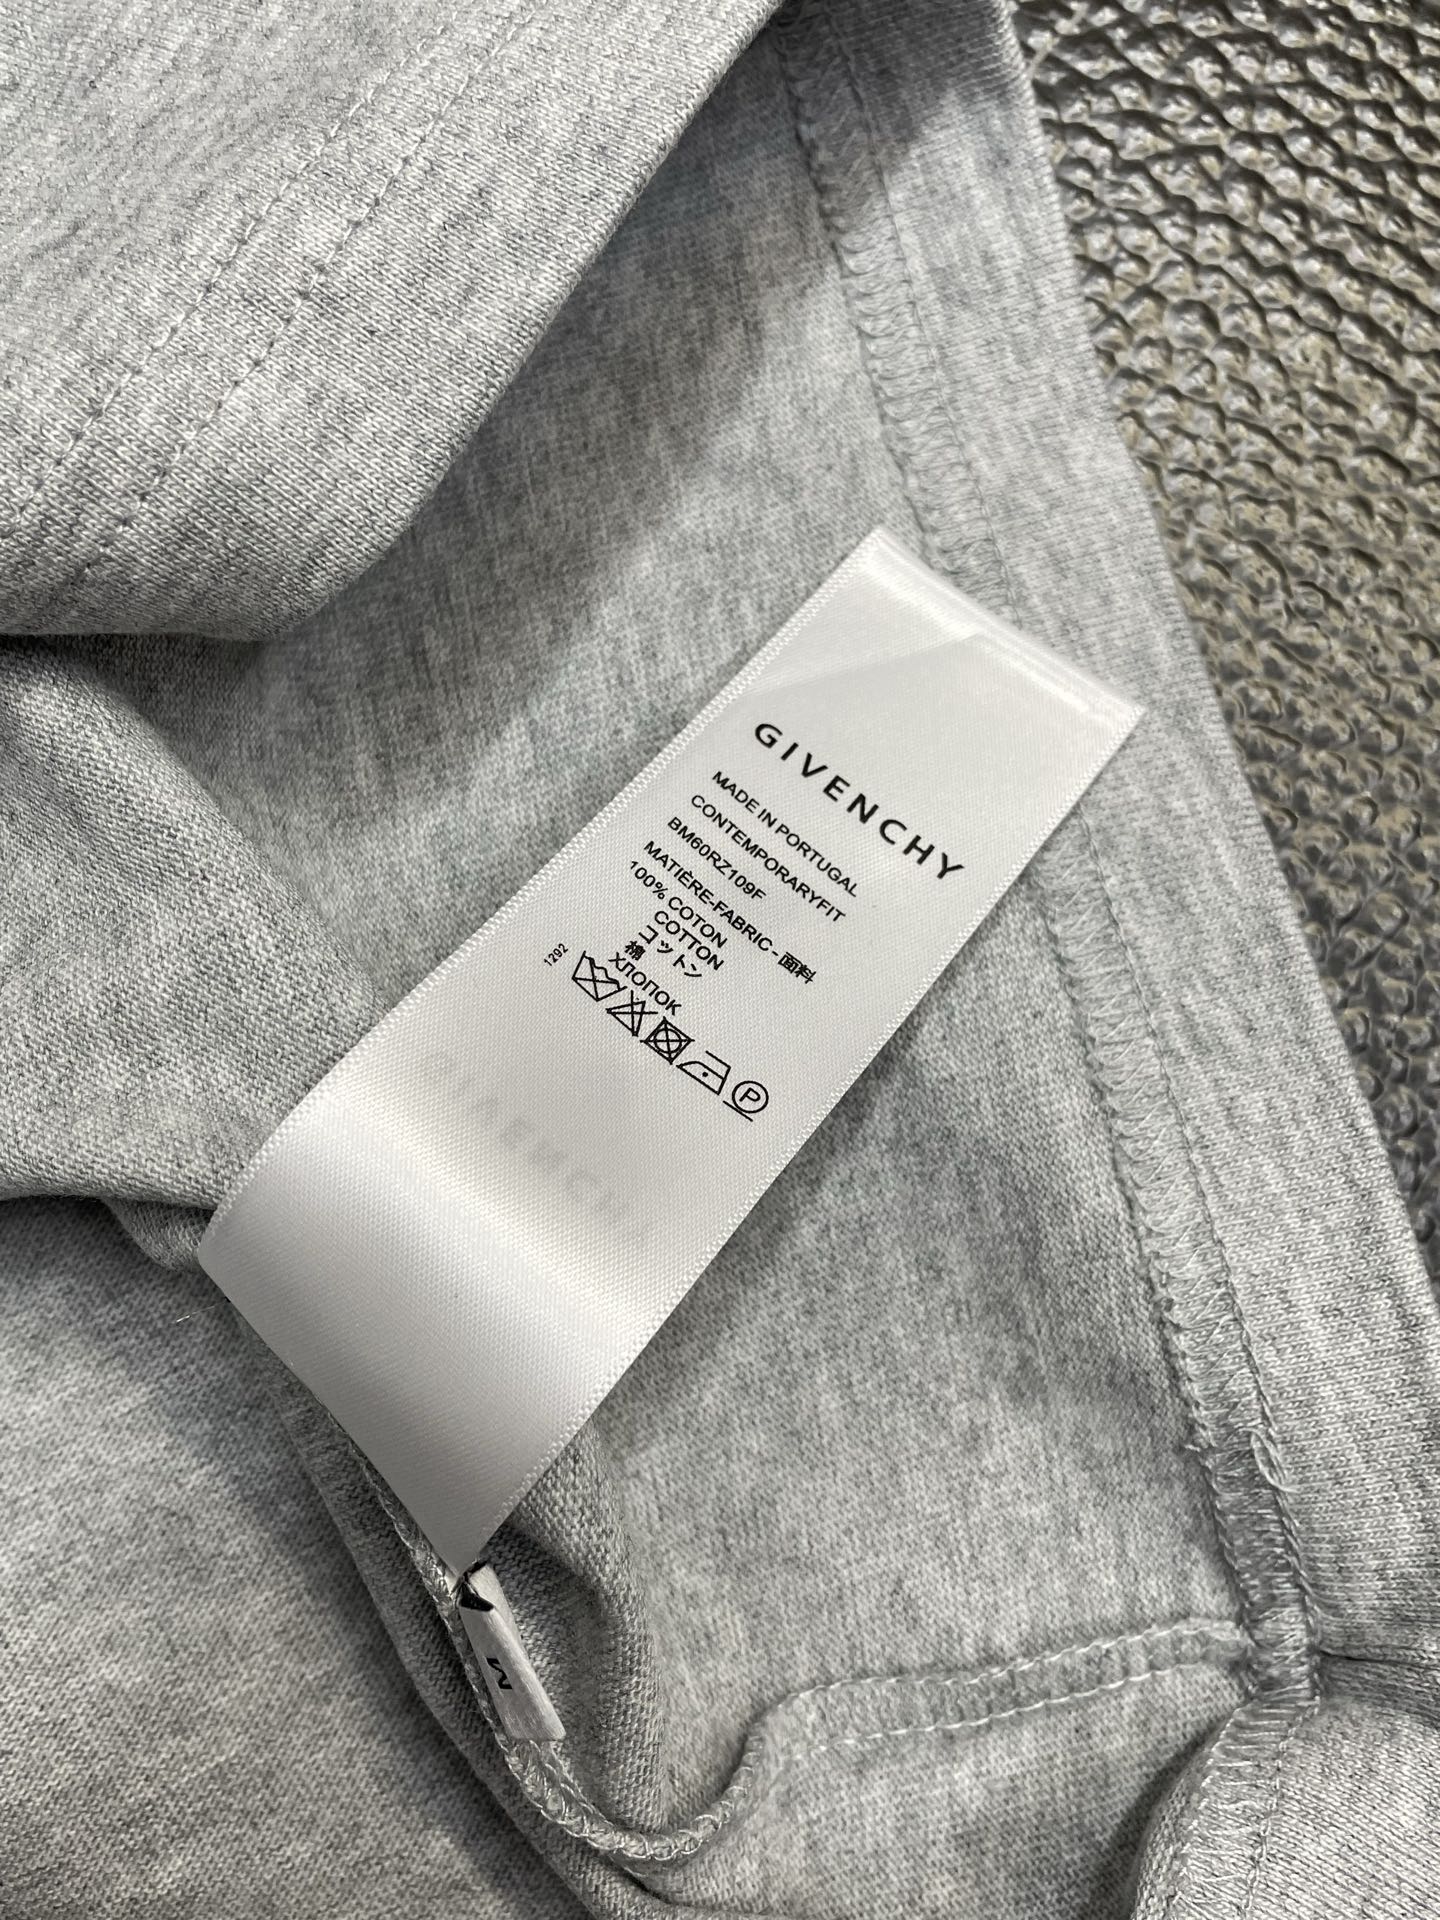 GIVENCHY
MADE IN PORTUGAL
CONTEMPORARYFIT
BM60RZ109F
MATIÈRE-FABRIC - 面料
100% COTON
COTTON
コットン
棉
ХЛОПОК
1292
P
M